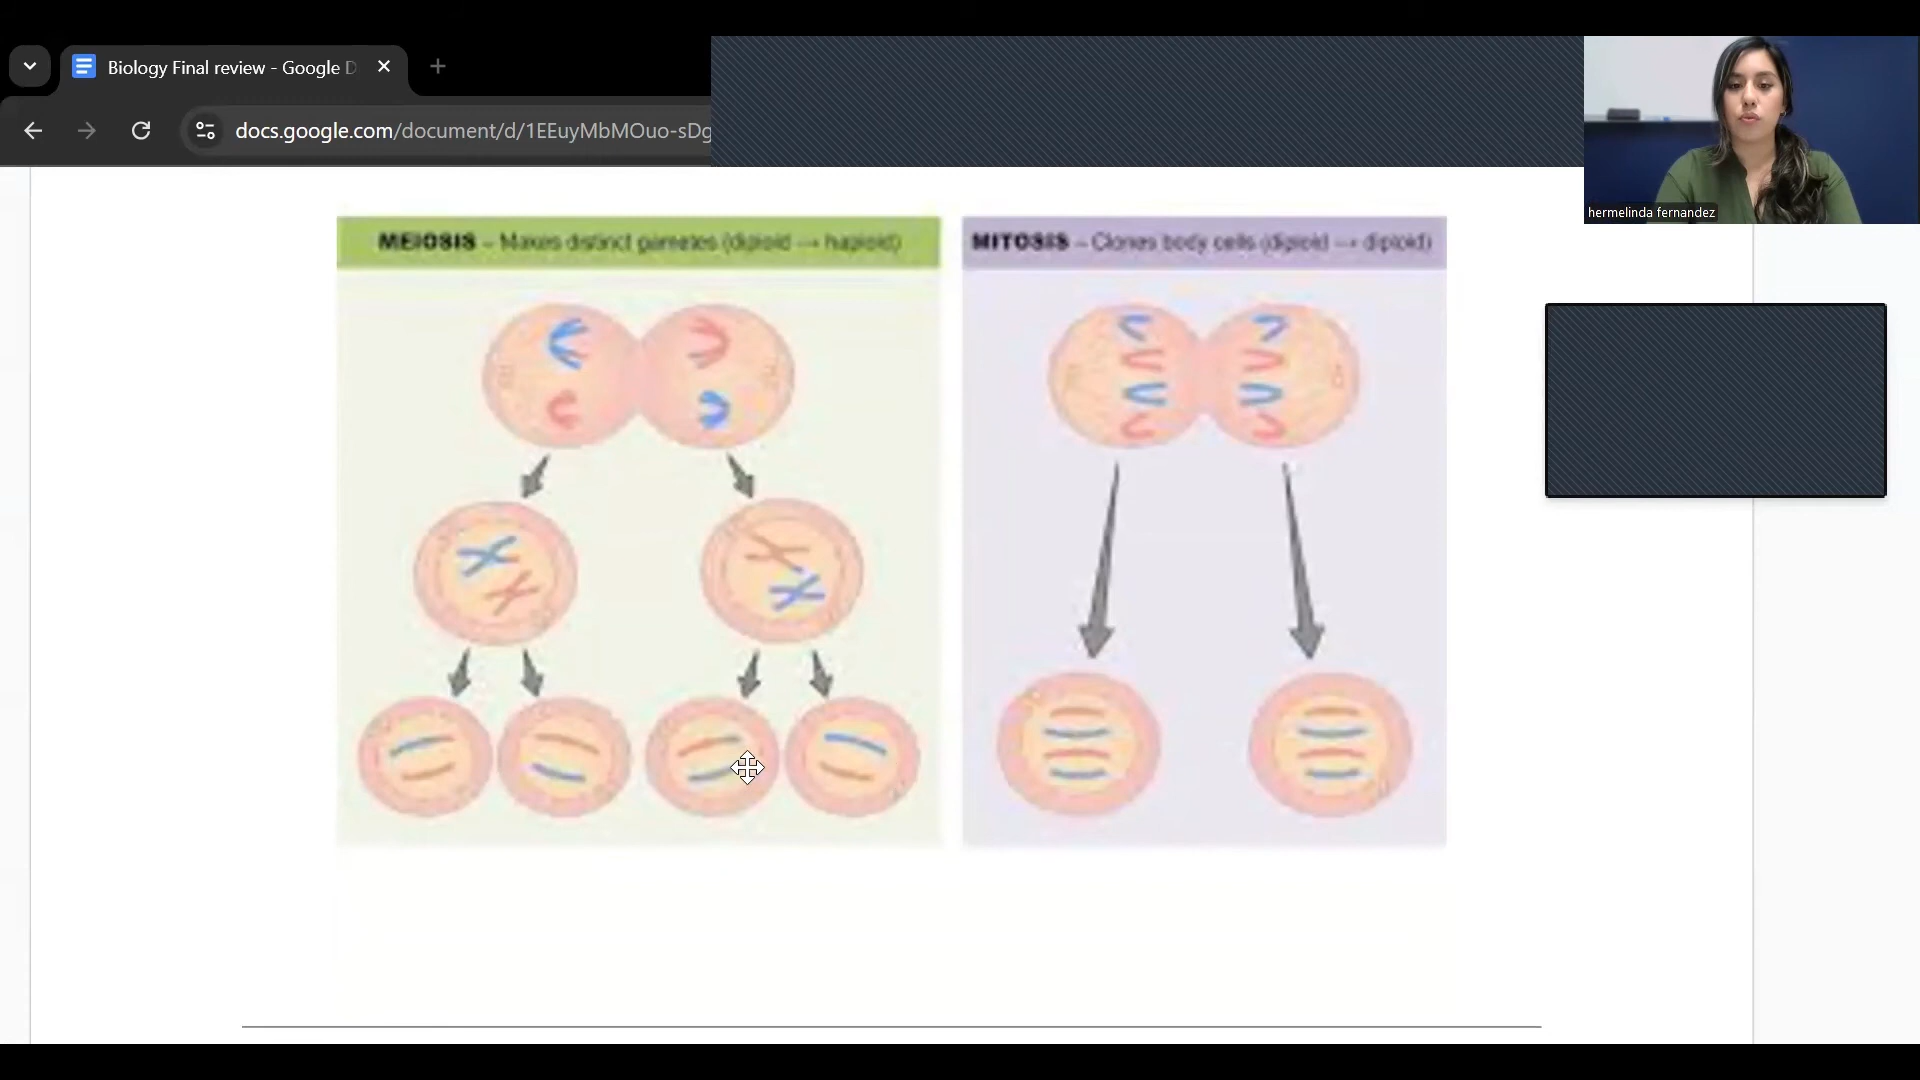 Biology Final review - Google D
docs.google.com/document/d/1EEuyMbMOuo-sDg
hermelinda fernandez
MEIOSIS – Makes distinct gametes (diploid → haploid)
MITOSIS – Clones body cells (diploid → diploid)